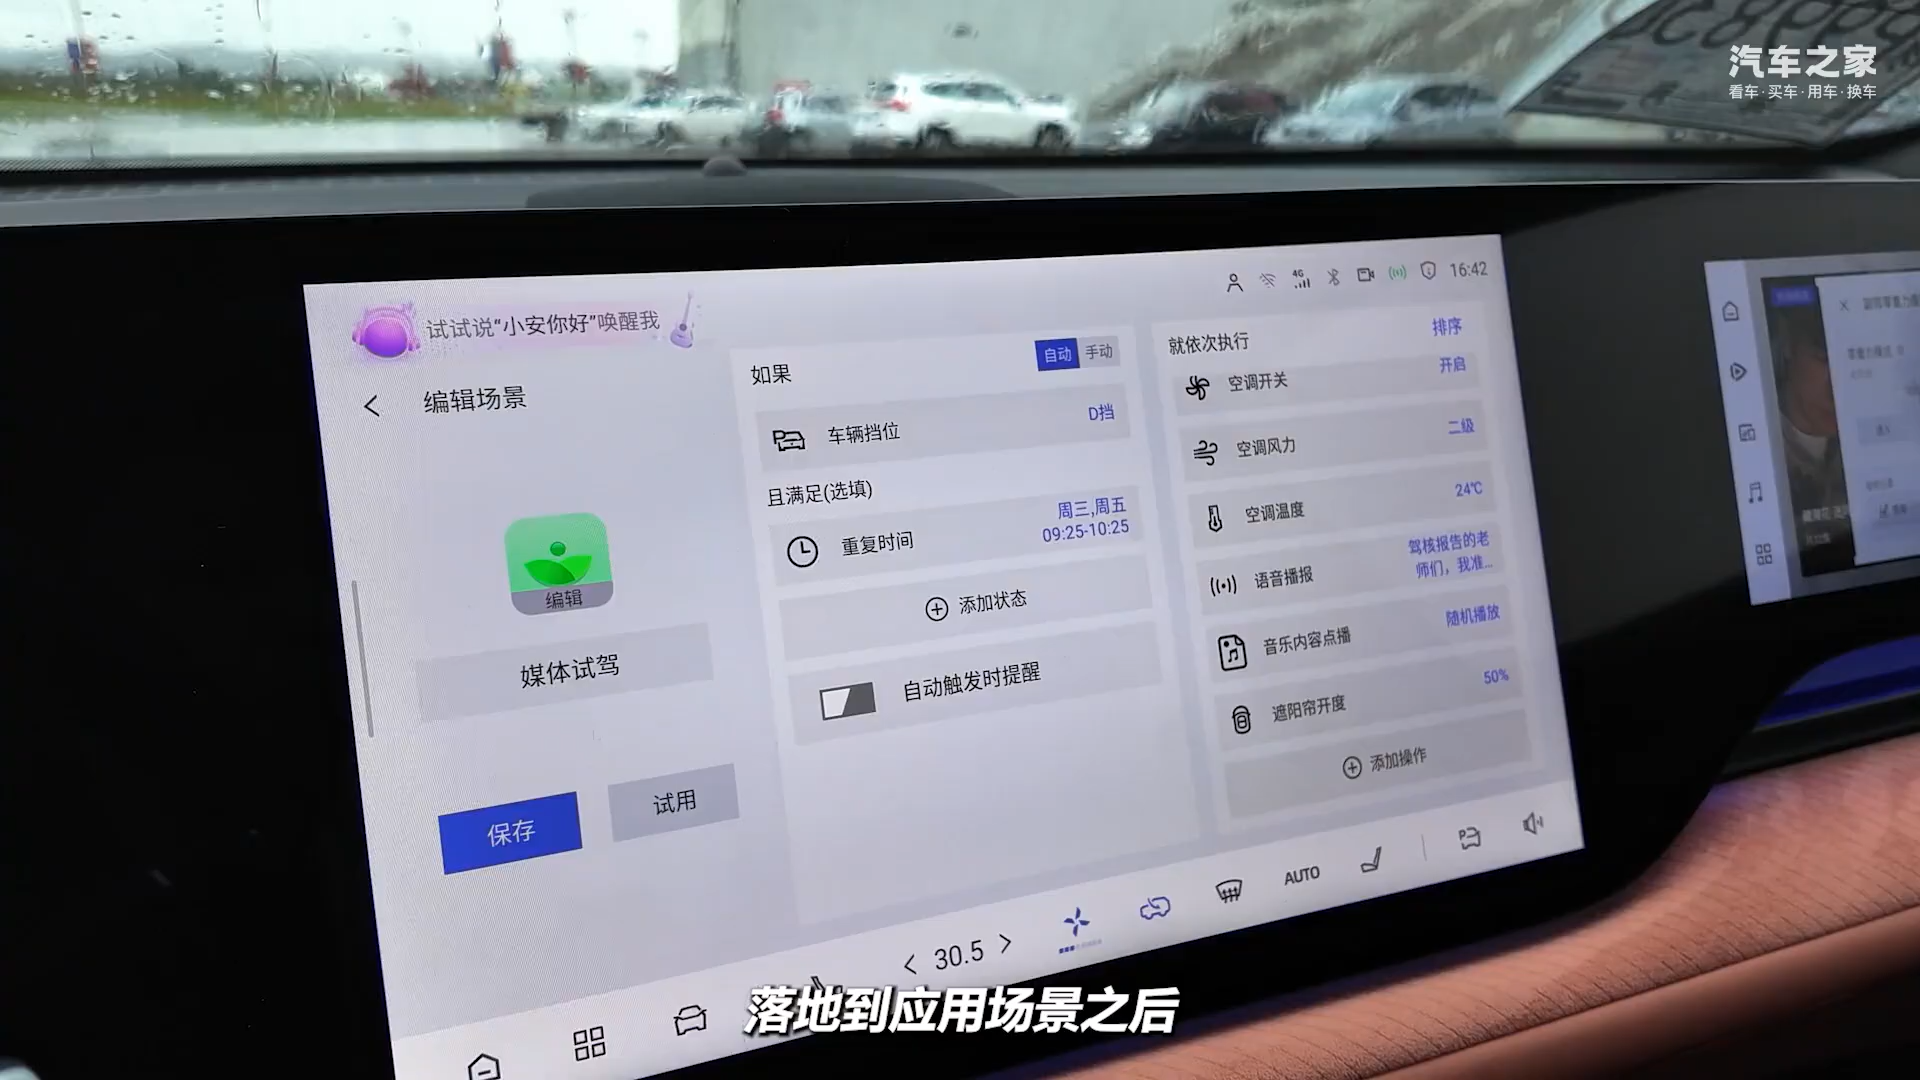 汽车之家
看车·买车·用车·换车
试试说“小安你好”唤醒我
4G
16:42
编辑场景
编辑
媒体试驾
保存
试用
如果
自动
手动
车辆挡位
D挡
且满足(选填)
重复时间
周三,周五
09:25-10:25
添加状态
自动触发时提醒
就依次执行
排序
空调开关
开启
空调风力
二级
空调温度
24℃
语音播报
驾核报告的老
师们，我准...
音乐内容点播
随机播放
遮阳帘开度
50%
添加操作
30.5
AUTO
落地到应用场景之后